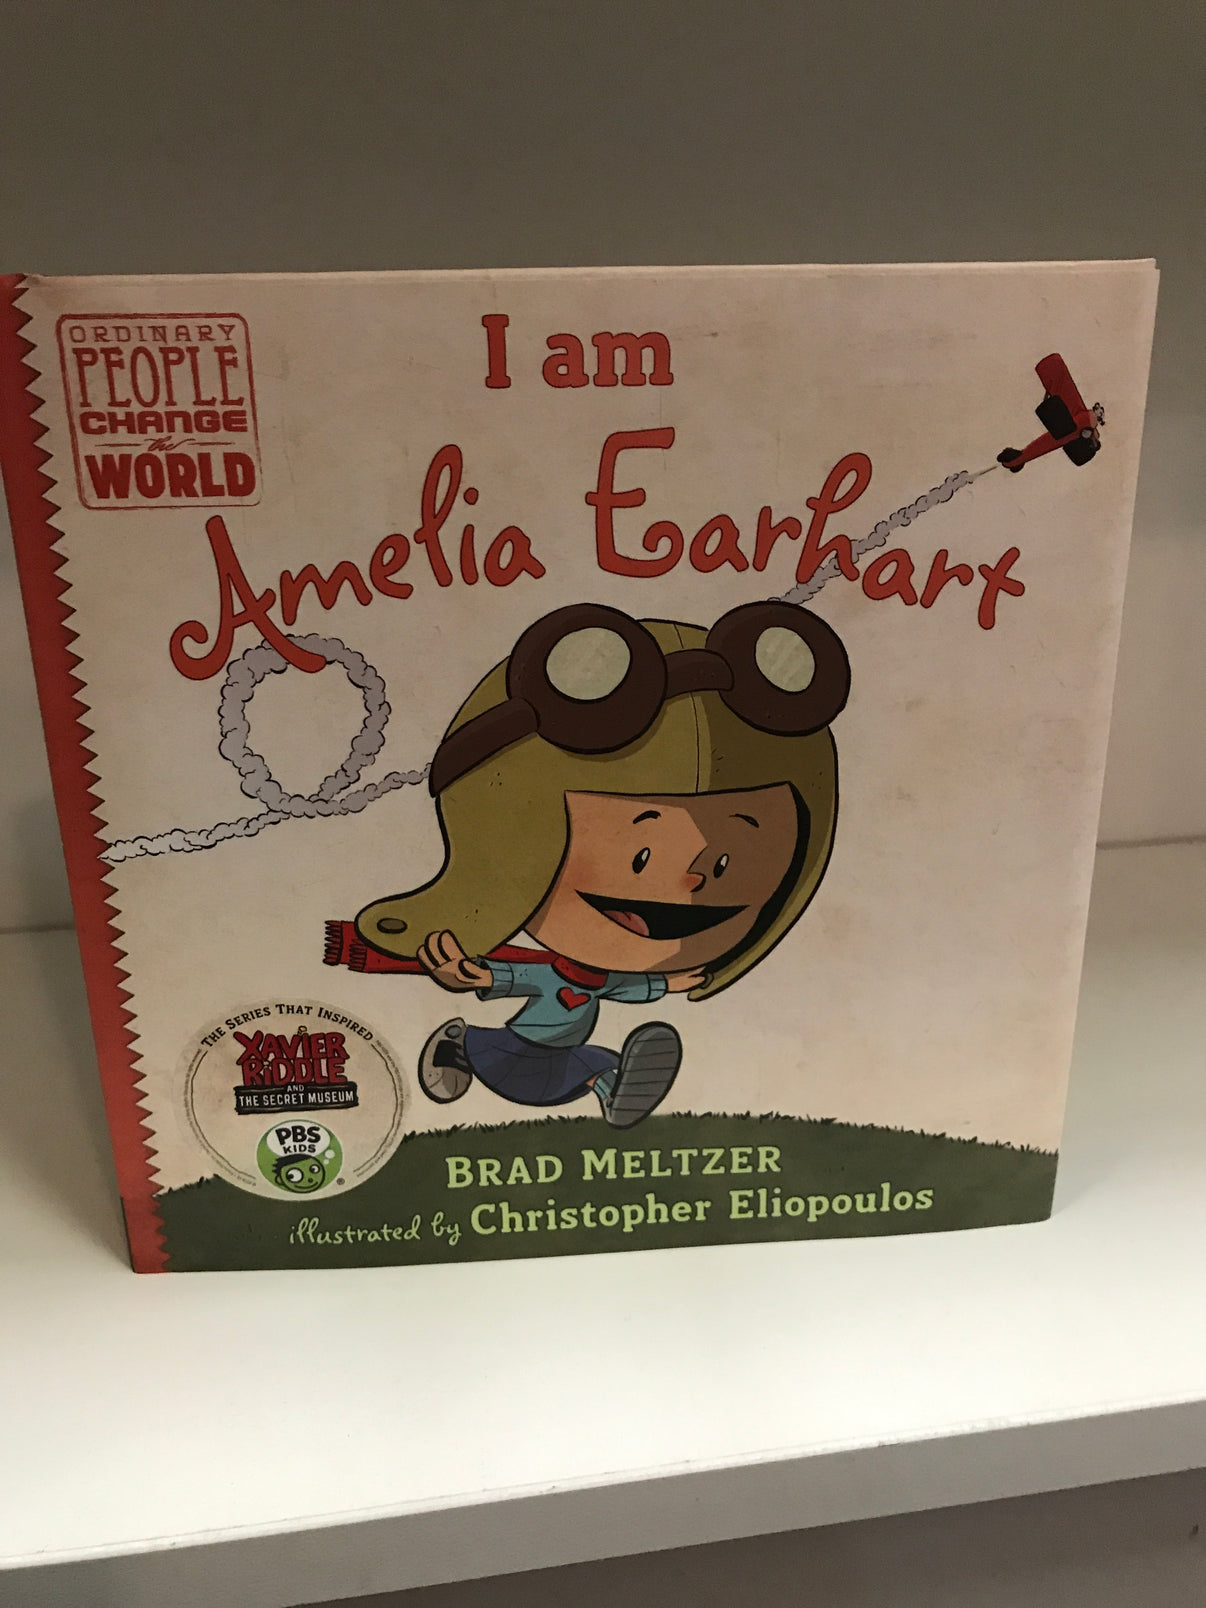 ORDINARY
PEOPLE
CHANGE
the
WORLD
I am
Amelia Earhart
THE SERIES THAT INSPIRED
XAVIER
RiDDLE
AND
THE SECRET MUSEUM
PBS
KIDS
®
BRAD MELTZER
illustrated by Christopher Eliopoulos